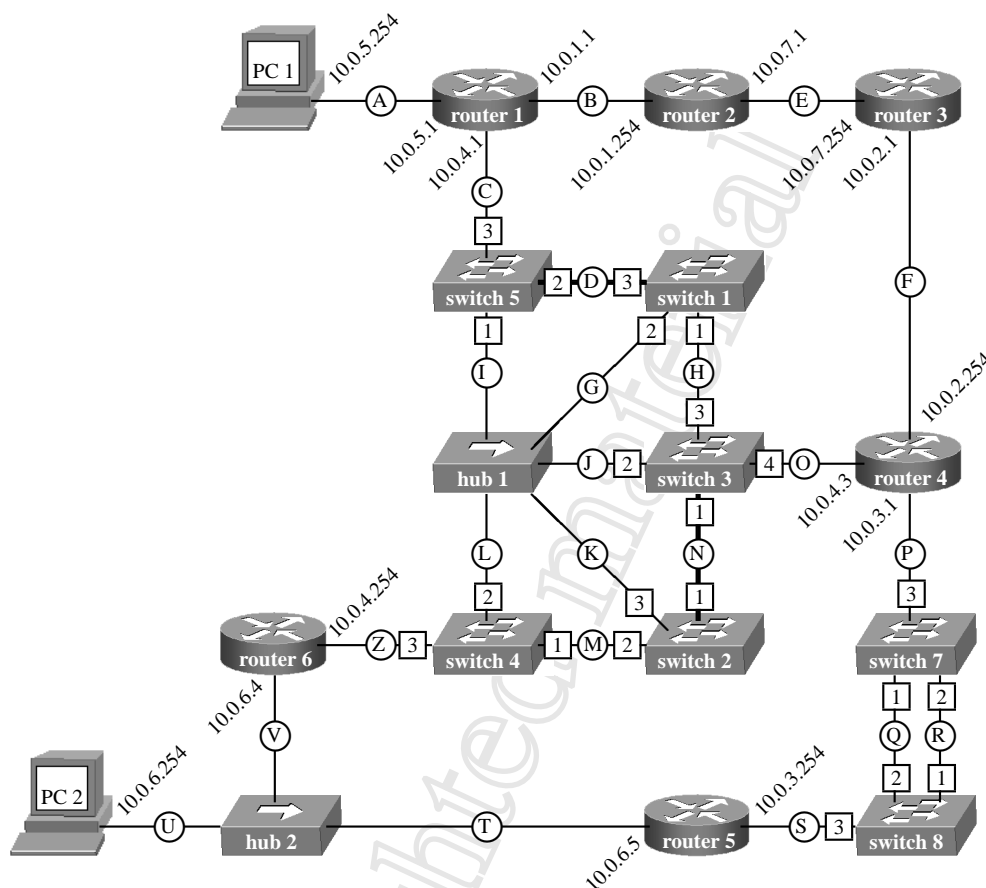 PC 1
10.0.5.254
A
10.0.5.1
router 1
10.0.1.1
10.0.4.1
B
10.0.1.254
router 2
10.0.7.1
E
10.0.7.254
router 3
10.0.2.1
C
3
switch 5
2
D
3
switch 1
1
2
1
F
I
G
H
3
10.0.2.254
hub 1
J
2
switch 3
4
O
router 4
10.0.4.3
10.0.3.1
1
L
K
N
P
2
3
1
3
10.0.4.254
router 6
10.0.6.4
Z
3
switch 4
1
M
2
switch 2
switch 7
1
2
V
Q
R
2
1
PC 2
10.0.6.254
U
hub 2
T
router 5
10.0.6.5
10.0.3.254
S
3
switch 8